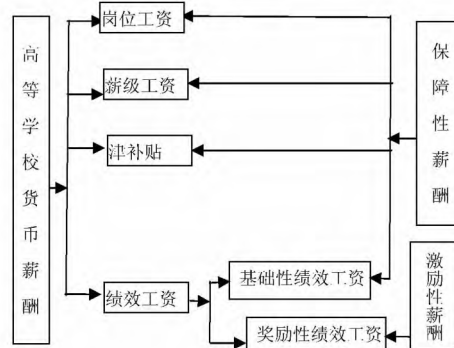 高等学校货币薪酬
岗位工资
薪级工资
津补贴
绩效工资
基础性绩效工资
奖励性绩效工资
保障性薪酬
激励性薪酬